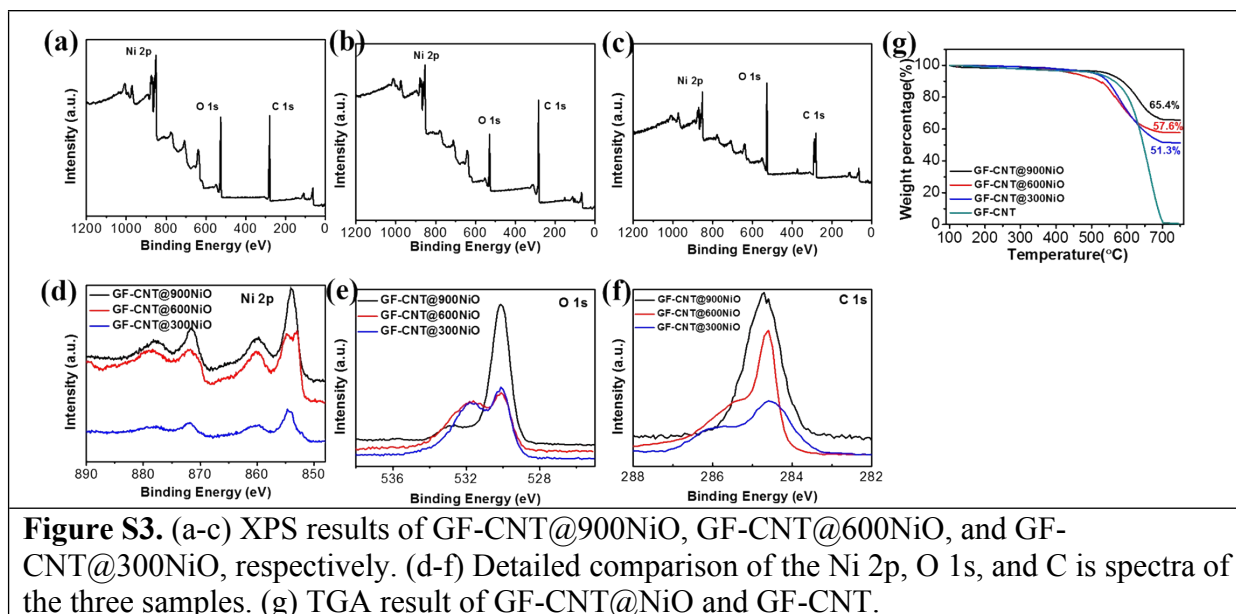 (a)
Ni 2p
O 1s
C 1s
Intensity (a.u.)
1200 1000 800 600 400 200 0
Binding Energy (eV)
(b)
Ni 2p
O 1s
C 1s
Intensity (a.u.)
1200 1000 800 600 400 200 0
Binding Energy (eV)
(c)
Ni 2p
O 1s
C 1s
Intensity (a.u.)
1200 1000 800 600 400 200 0
Binding Energy (eV)
(g)
Weight percentage(%)
100
80
60
40
20
0
65.4%
57.6%
51.3%
GF-CNT@900NiO
GF-CNT@600NiO
GF-CNT@300NiO
GF-CNT
100 200 300 400 500 600 700
Temperature(°C)
(d)
GF-CNT@900NiO
GF-CNT@600NiO
GF-CNT@300NiO
Ni 2p
Intensity (a.u.)
890 880 870 860 850
Binding Energy (eV)
(e)
GF-CNT@900NiO
GF-CNT@600NiO
GF-CNT@300NiO
O 1s
Intensity (a.u.)
536 532 528
Binding Energy (eV)
(f)
GF-CNT@900NiO
GF-CNT@600NiO
GF-CNT@300NiO
C 1s
Intensity (a.u.)
288 286 284 282
Binding Energy (eV)
Figure S3. (a-c) XPS results of GF-CNT@900NiO, GF-CNT@600NiO, and GF-
CNT@300NiO, respectively. (d-f) Detailed comparison of the Ni 2p, O 1s, and C is spectra of
the three samples. (g) TGA result of GF-CNT@NiO and GF-CNT.